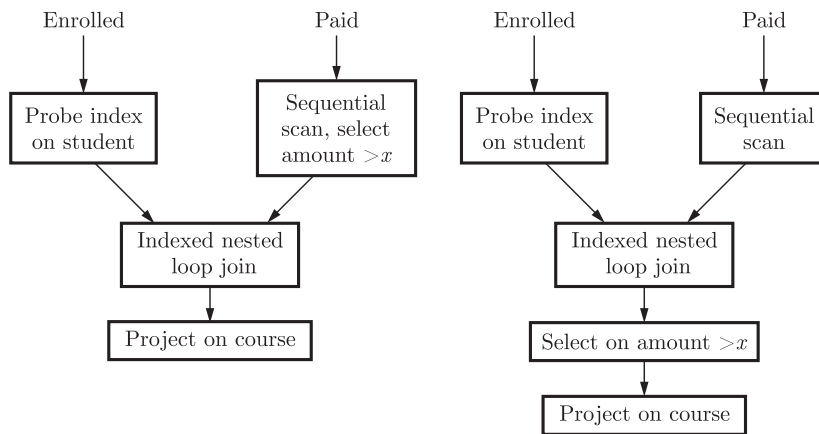 Enrolled
Paid
Probe index
on student
Sequential
scan, select
amount >x
Indexed nested
loop join
Project on course
Enrolled
Paid
Probe index
on student
Sequential
scan
Indexed nested
loop join
Select on amount >x
Project on course